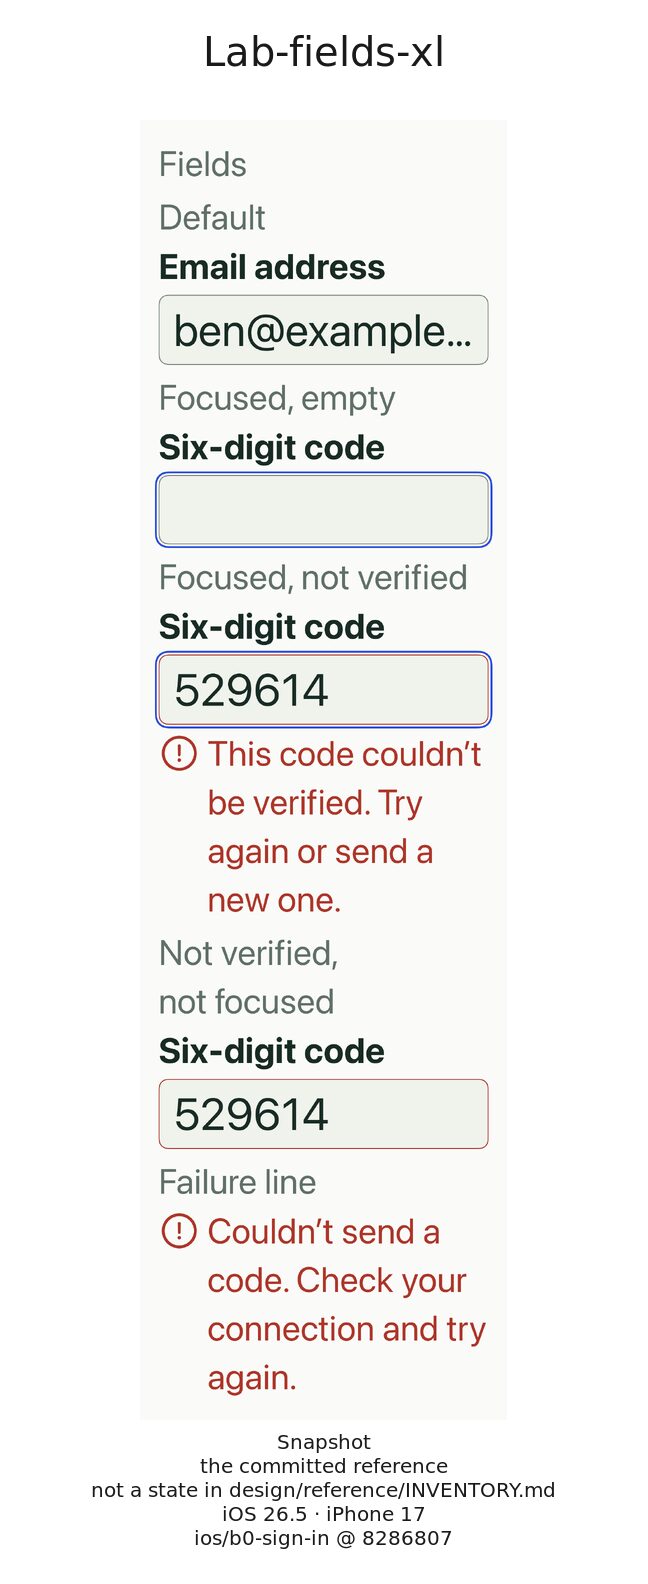 Lab-fields-xl
Fields
Default
Email address
ben@example…
Focused, empty
Six-digit code
Focused, not verified
Six-digit code
529614
This code couldn’t
be verified. Try
again or send a
new one.
Not verified,
not focused
Six-digit code
529614
Failure line
Couldn’t send a
code. Check your
connection and try
again.
Snapshot
the committed reference
not a state in design/reference/INVENTORY.md
iOS 26.5 · iPhone 17
ios/b0-sign-in @ 8286807